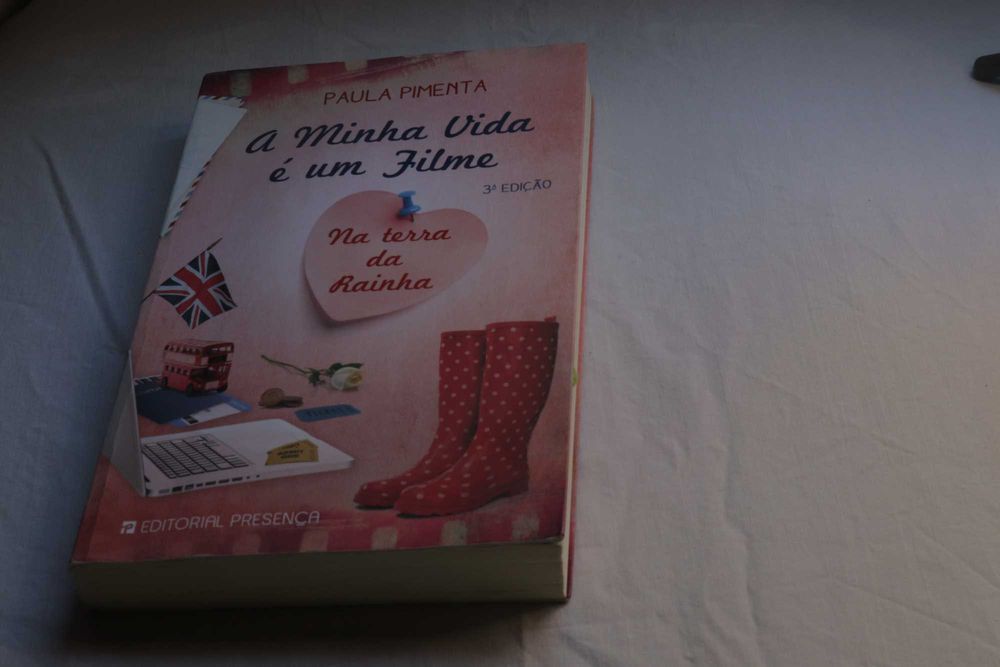 PAULA PIMENTA
A Minha Vida
é um Filme
3ª EDIÇÃO
Na terra
da
Rainha
EDITORIAL PRESENÇA